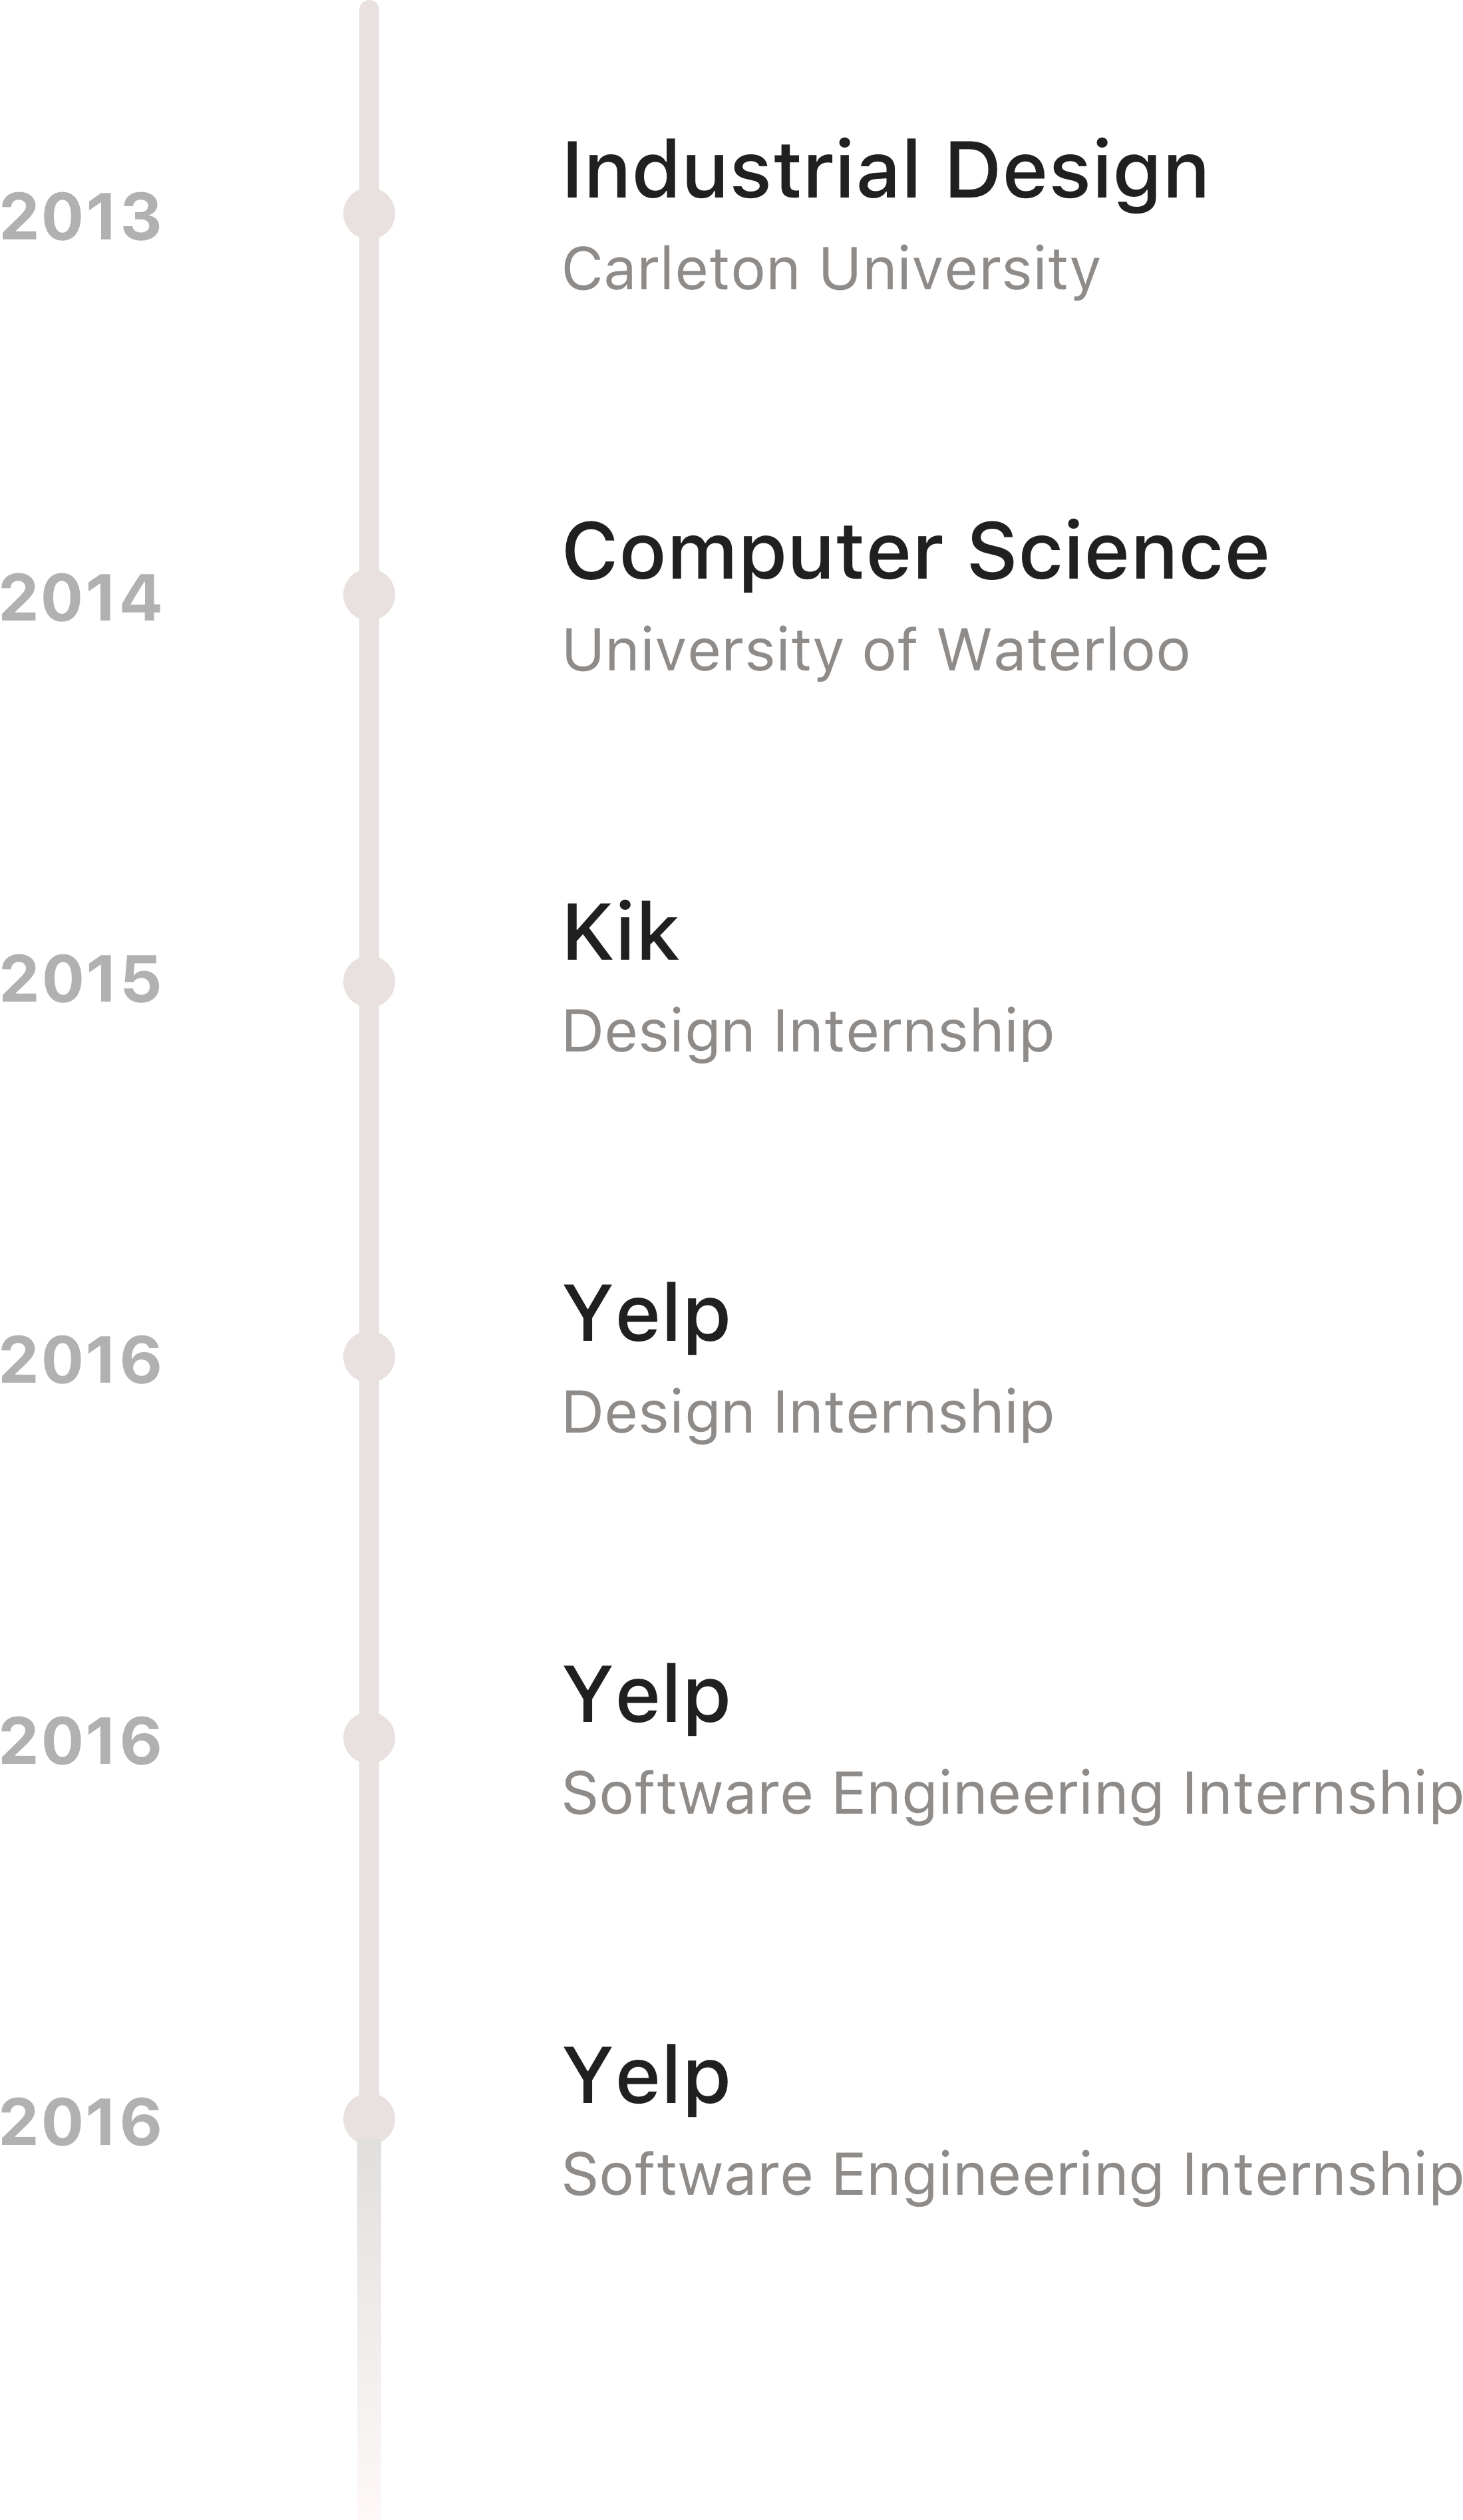 2013
Industrial Design
Carleton University
2014
Computer Science
University of Waterloo
2015
Kik
Design Internship
2016
Yelp
Design Internship
2016
Yelp
Software Engineering Internship
2016
Yelp
Software Engineering Internship